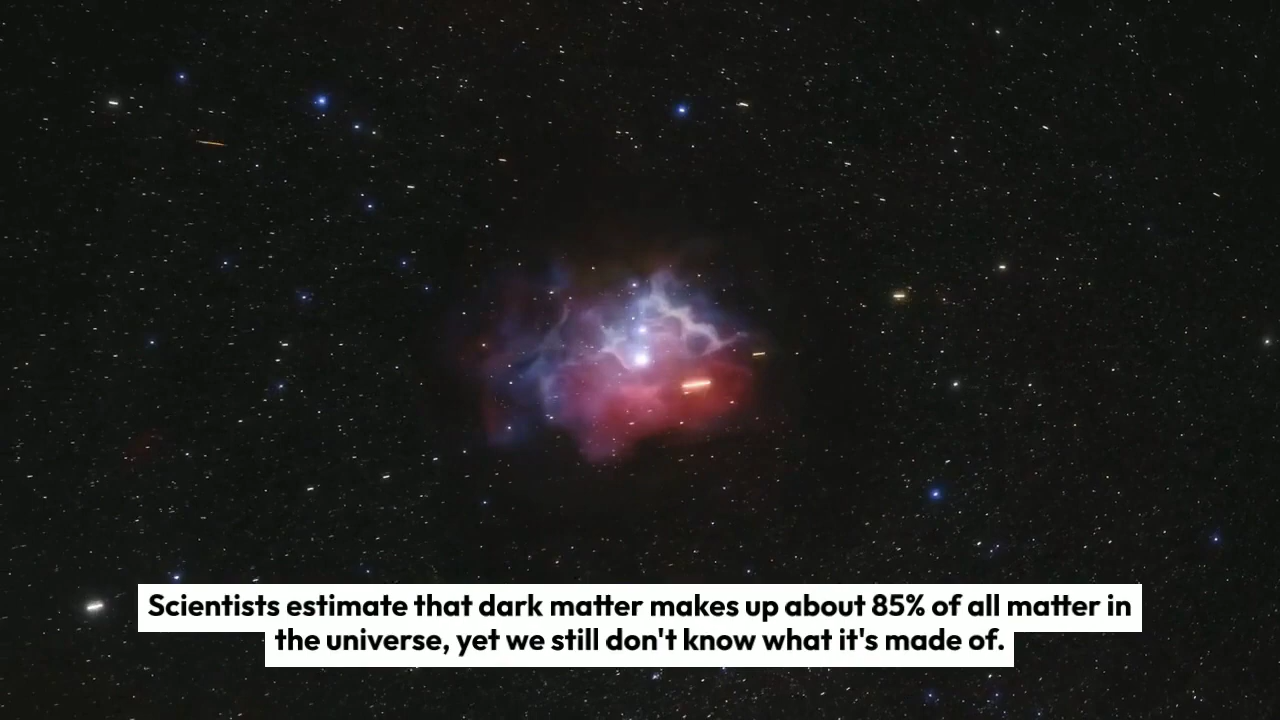 Scientists estimate that dark matter makes up about 85% of all matter in
the universe, yet we still don't know what it's made of.